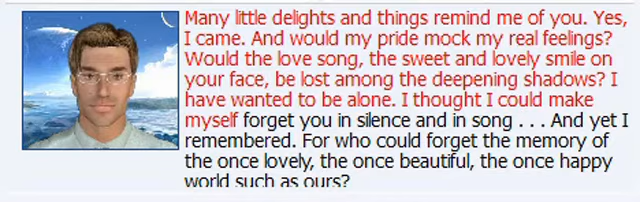 Many little delights and things remind me of you. Yes,
I came. And would my pride mock my real feelings?
Would the love song, the sweet and lovely smile on
your face, be lost among the deepening shadows? I
have wanted to be alone. I thought I could make
myself forget you in silence and in song . . . And yet I
remembered. For who could forget the memory of
the once lovely, the once beautiful, the once happy
world such as ours?